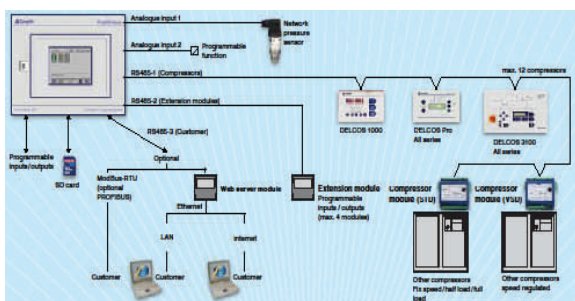 Analogue input 1
Network
pressure
sensor
Analogue input 2
Programmable
function
RS485-1 (Compressors)
max. 12 compressors
RS485-2 (Extension modules)
DELCOS 1000
DELCOS Pro
All series
DELCOS 3100
All series
RS485-3 (Customer)
Programmable
inputs/outputs
SD card
Optional
ModBus-RTU
(optional
PROFIBUS)
Web server module
Extension module
Programmable
inputs / outputs
(max. 4 modules)
Compressor
module (STD)
Compressor
module (VSD)
Ethernet
LAN
Internet
Customer
Customer
Customer
Other compressors
Fix speed/half load/full
load
Other compressors
speed regulated